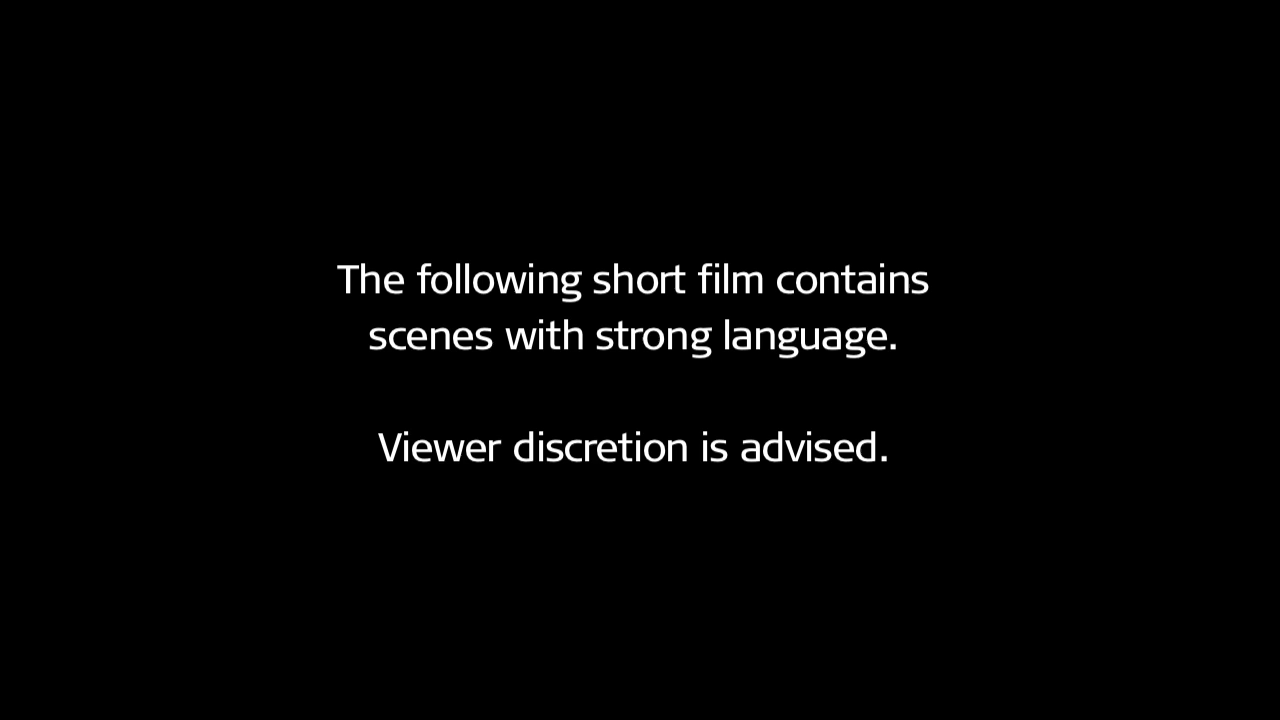 The following short film contains
scenes with strong language.
Viewer discretion is advised.